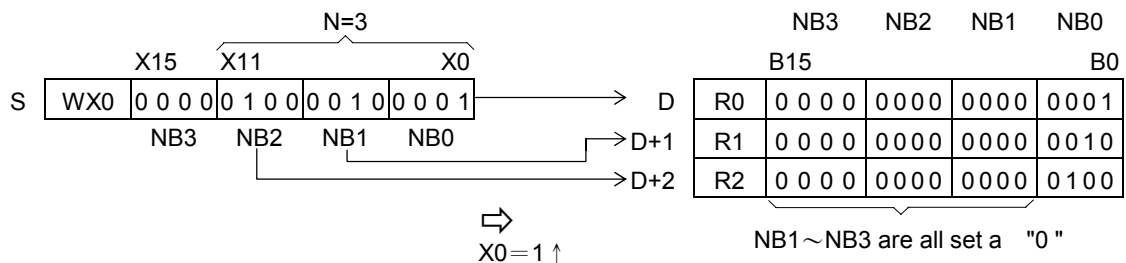 N=3 NB3 NB2 NB1 NB0
X15 X11 X0 B15 B0
S WX0 0 0 0 0 0 1 0 0 0 0 1 0 0 0 0 1 D R0 0 0 0 0 0000 0000 0001
NB3 NB2 NB1 NB0 D+1 R1 0 0 0 0 0000 0000 0010
D+2 R2 0 0 0 0 0000 0000 0100
⇨
X0=1↑ NB1~NB3 are all set a "0 "